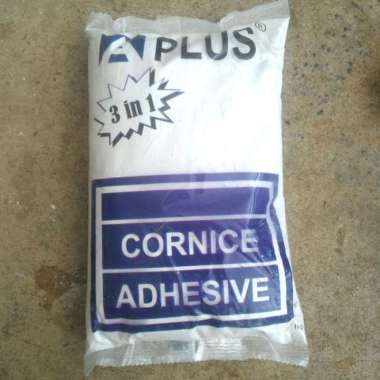 A PLUS®
3 in 1
CORNICE
ADHESIVE